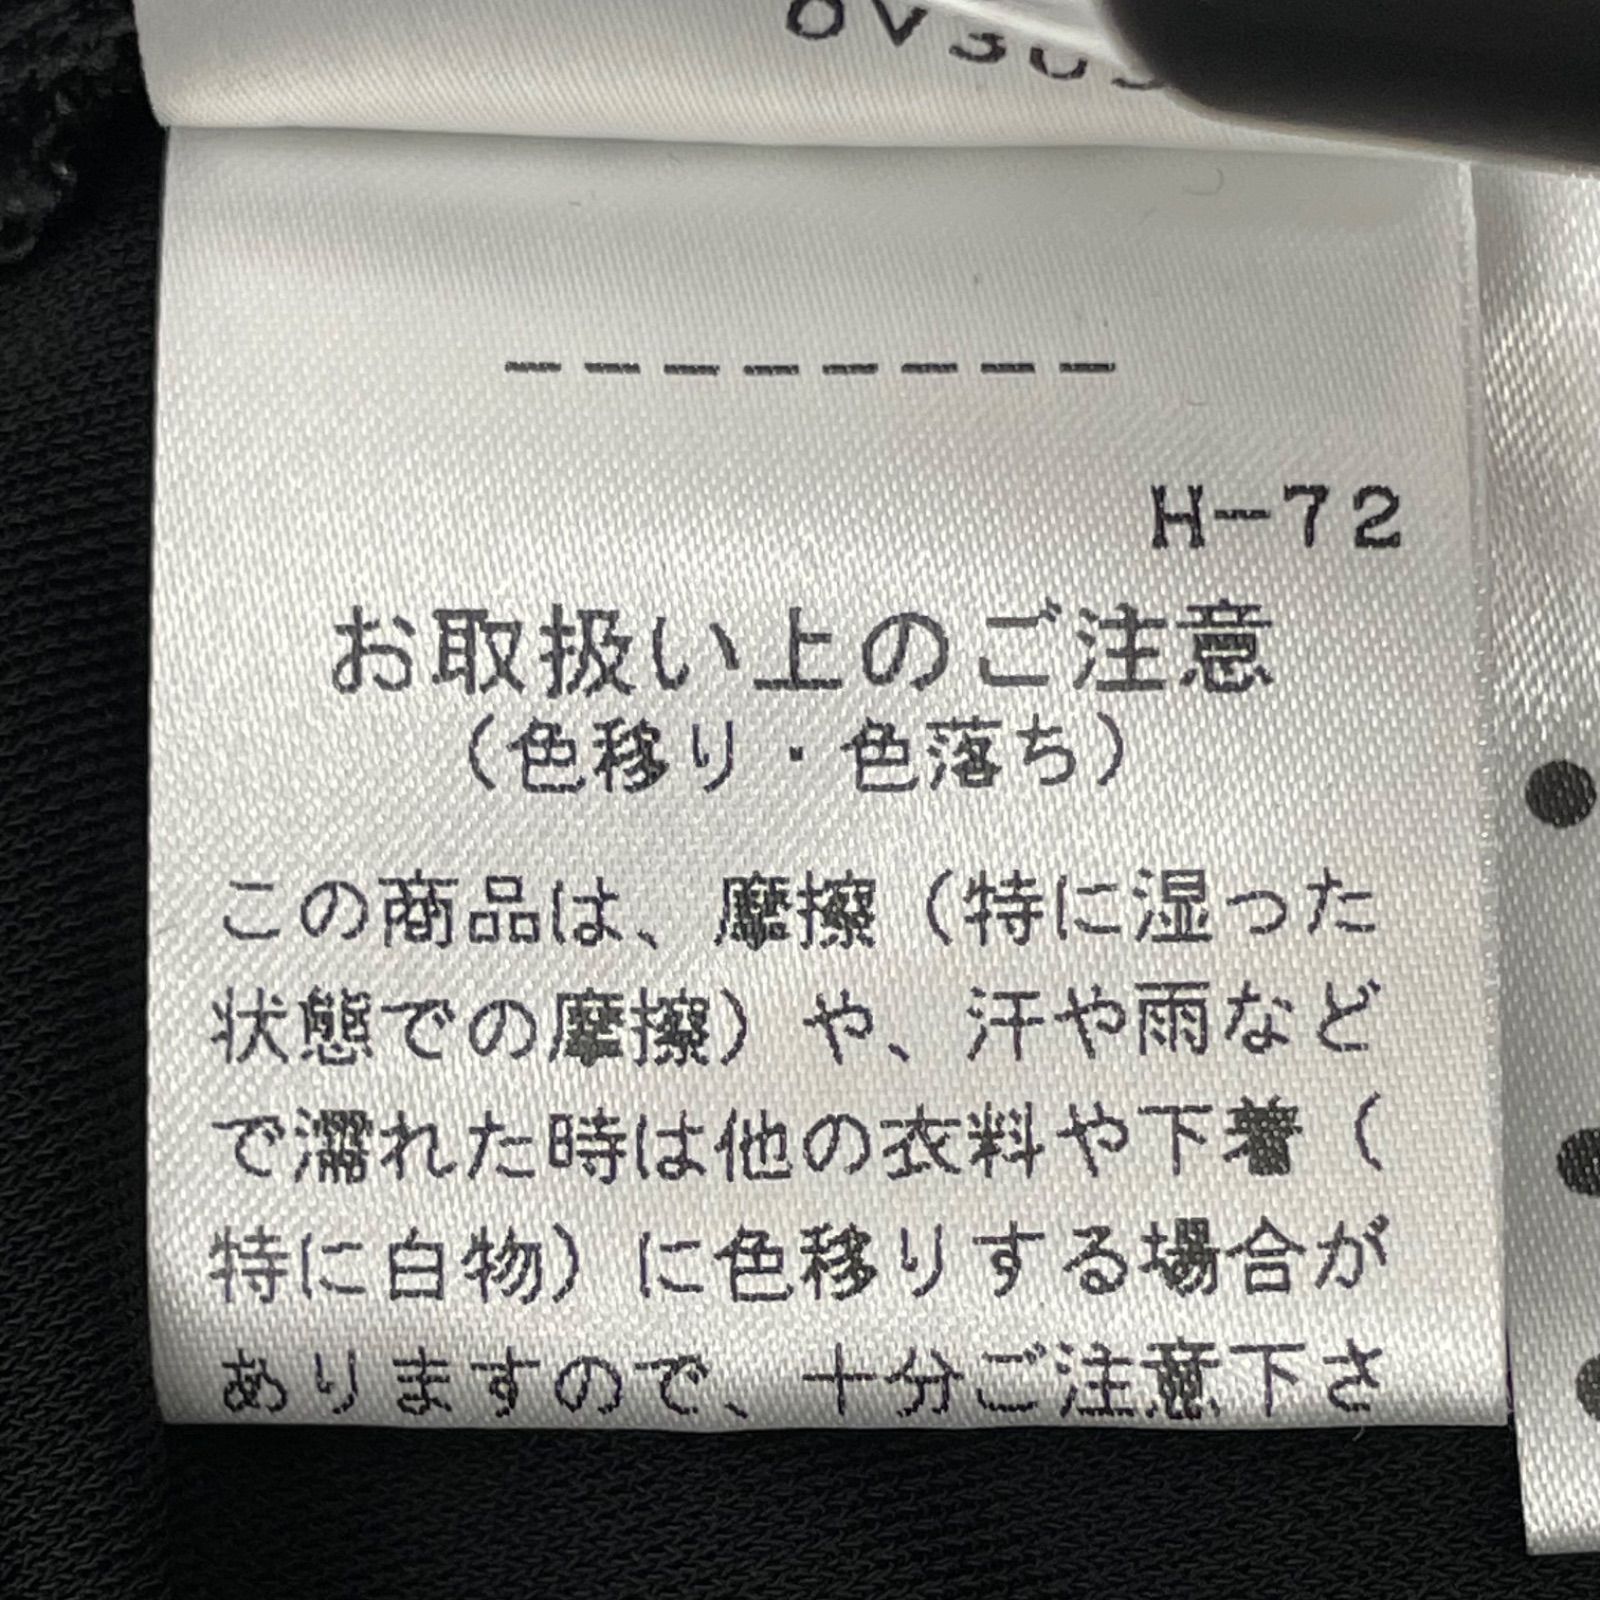 --------
H-72
お取扱い上のご注意
（色移り・色落ち）
この商品は、摩擦（特に湿った
状態での摩擦）や、汗や雨など
で濡れた時は他の衣料や下着（
特に白物）に色移りする場合が
ありますので、十分ご注意下さ